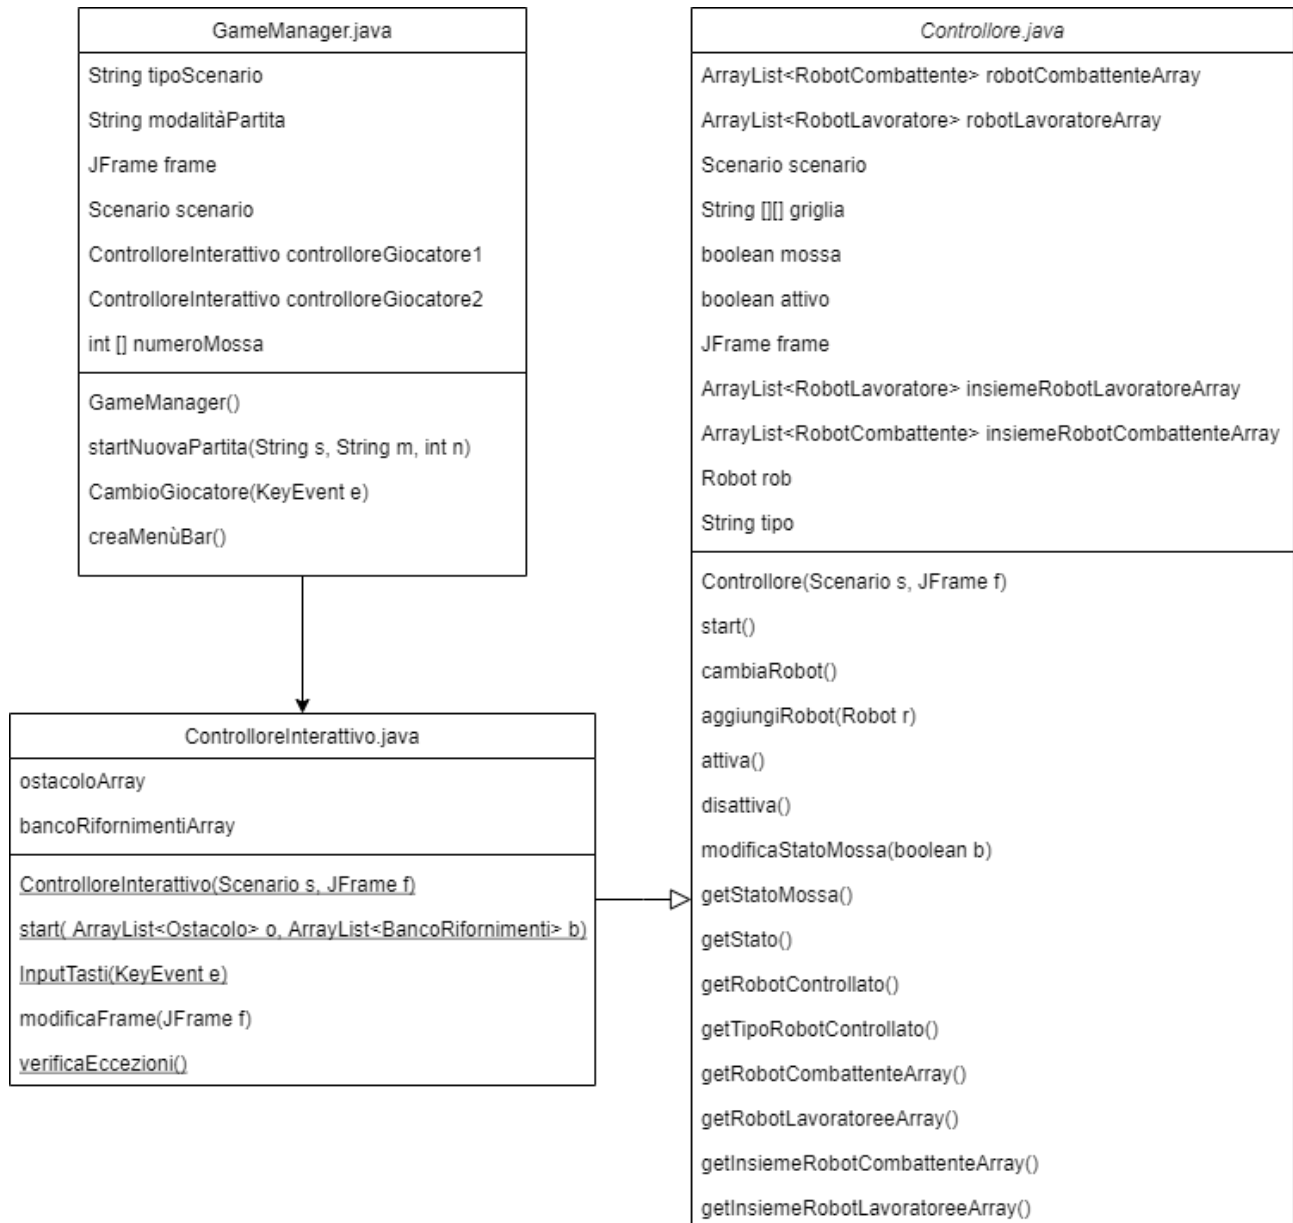 GameManager.java
String tipoScenario
String modalitàPartita
JFrame frame
Scenario scenario
ControlloreInterattivo controlloreGiocatore1
ControlloreInterattivo controlloreGiocatore2
int [] numeroMossa
GameManager()
startNuovaPartita(String s, String m, int n)
CambioGiocatore(KeyEvent e)
creaMenùBar()
ControlloreInterattivo.java
ostacoloArray
bancoRifornimentiArray
ControlloreInterattivo(Scenario s, JFrame f)
start( ArrayList<Ostacolo> o, ArrayList<BancoRifornimenti> b)
InputTasti(KeyEvent e)
modificaFrame(JFrame f)
verificaEccezioni()
Controllore.java
ArrayList<RobotCombattente> robotCombattenteArray
ArrayList<RobotLavoratore> robotLavoratoreArray
Scenario scenario
String [][] griglia
boolean mossa
boolean attivo
JFrame frame
ArrayList<RobotLavoratore> insiemeRobotLavoratoreArray
ArrayList<RobotCombattente> insiemeRobotCombattenteArray
Robot rob
String tipo
Controllore(Scenario s, JFrame f)
start()
cambiaRobot()
aggiungiRobot(Robot r)
attiva()
disattiva()
modificaStatoMossa(boolean b)
getStatoMossa()
getStato()
getRobotControllato()
getTipoRobotControllato()
getRobotCombattenteArray()
getRobotLavoratoreeArray()
getInsiemeRobotCombattenteArray()
getInsiemeRobotLavoratoreeArray()